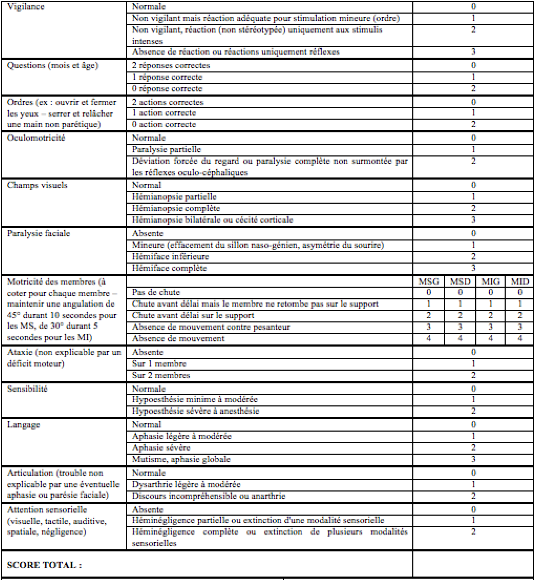 Vigilance
Normale 0
Non vigilant mais réaction adéquate pour stimulation mineure (ordre) 1
Non vigilant, réaction (non stéréotypée) uniquement aux stimulis 2
intenses
Absence de réaction ou réactions uniquement réflexes 3
Questions (mois et âge)
2 réponses correctes 0
1 réponse correcte 1
0 réponse correcte 2
Ordres (ex : ouvrir et fermer
les yeux – serrer et relâcher
une main non parétique)
2 actions correctes 0
1 action correcte 1
0 action correcte 2
Oculomotricité
Normale 0
Paralysie partielle 1
Déviation forcée du regard ou paralysie complète non surmontée par 2
les réflexes oculo-céphaliques
Champs visuels
Normal 0
Hémianopsie partielle 1
Hémianopsie complète 2
Hémianopsie bilatérale ou cécité corticale 3
Paralysie faciale
Absente 0
Mineure (effacement du sillon naso-génien, asymétrie du sourire) 1
Hémiface inférieure 2
Hémiface complète 3
Motricité des membres (à
coter pour chaque membre –
maintenir une angulation de
45° durant 10 secondes pour
les MS, de 30° durant 5
secondes pour les MI)
MSG MSD MIG MID
Pas de chute 0 0 0 0
Chute avant délai mais le membre ne retombe pas sur le support 1 1 1 1
Chute avant délai sur le support 2 2 2 2
Absence de mouvement contre pesanteur 3 3 3 3
Absence de mouvement 4 4 4 4
Ataxie (non explicable par un
déficit moteur)
Absente 0
Sur 1 membre 1
Sur 2 membres 2
Sensibilité
Normale 0
Hypoesthésie minime à modérée 1
Hypoesthésie sévère à anesthésie 2
Langage
Normal 0
Aphasie légère à modérée 1
Aphasie sévère 2
Mutisme, aphasie globale 3
Articulation (trouble non
explicable par une éventuelle
aphasie ou parésie faciale)
Normale 0
Dysarthrie légère à modérée 1
Discours incompréhensible ou anarthrie 2
Attention sensorielle
(visuelle, tactile, auditive,
spatiale, négligence)
Absente 0
Héminégligence partielle ou extinction d'une modalité sensorielle 1
Héminégligence complète ou extinction de plusieurs modalités 2
sensorielles
SCORE TOTAL :